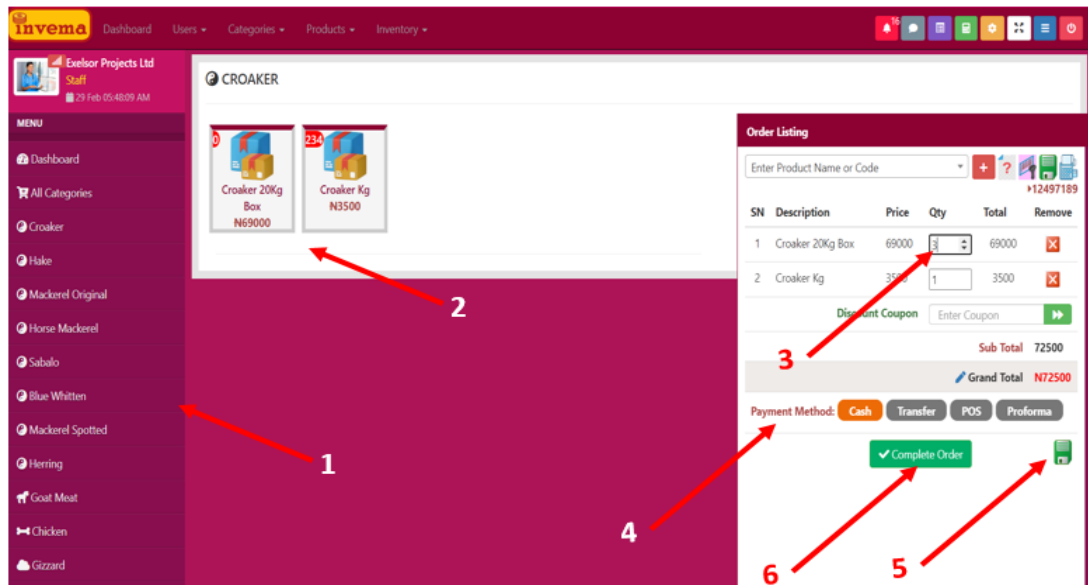 invema Dashboard Users Categories Products Inventory 16
Exelsor Projects Ltd
Staff
29 Feb 05:48:09 AM
MENU
Dashboard
All Categories
Croaker
Hake
Mackerel Original
Horse Mackerel
Sabalo
Blue Whitten
Mackerel Spotted
Herring
Goat Meat
Chicken
Gizzard
1
CROAKER
0
Croaker 20Kg
Box
N69000
234
Croaker Kg
N3500
2
Order Listing
Enter Product Name or Code + ?
12497189
SN Description Price Qty Total Remove
1 Croaker 20Kg Box 69000 3 69000
2 Croaker Kg 3500 1 3500
Discount Coupon Enter Coupon
3
Sub Total 72500
Grand Total N72500
Payment Method: Cash Transfer POS Proforma
Complete Order
4
6
5